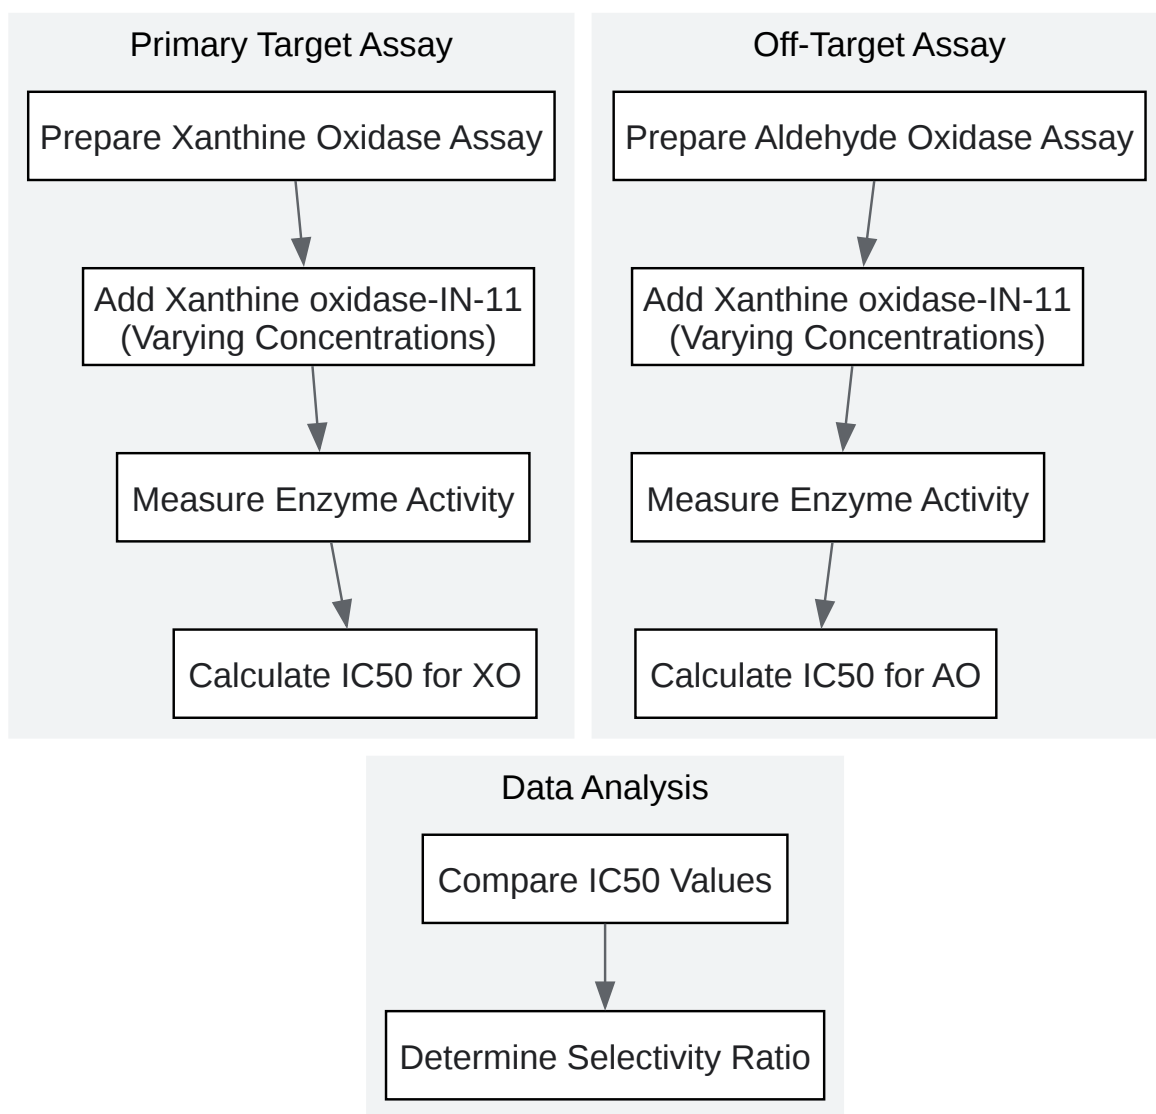 Primary Target Assay
Prepare Xanthine Oxidase Assay
Add Xanthine oxidase-IN-11
(Varying Concentrations)
Measure Enzyme Activity
Calculate IC50 for XO
Off-Target Assay
Prepare Aldehyde Oxidase Assay
Add Xanthine oxidase-IN-11
(Varying Concentrations)
Measure Enzyme Activity
Calculate IC50 for AO
Data Analysis
Compare IC50 Values
Determine Selectivity Ratio